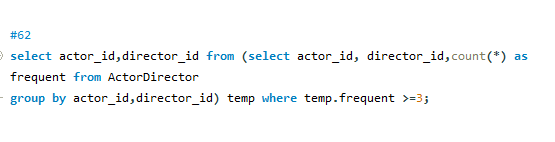 #62
select actor_id,director_id from (select actor_id, director_id,count(*) as
frequent from ActorDirector
group by actor_id,director_id) temp where temp.frequent >=3;